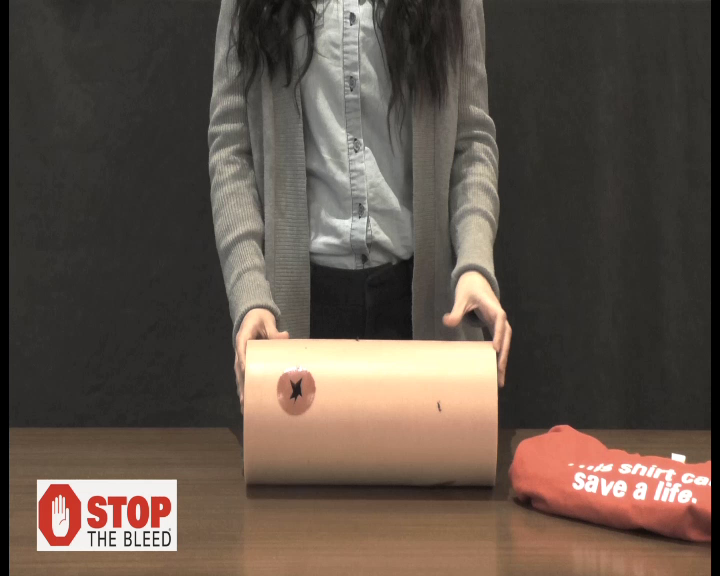 shirt
save a life.
STOP
THE BLEED